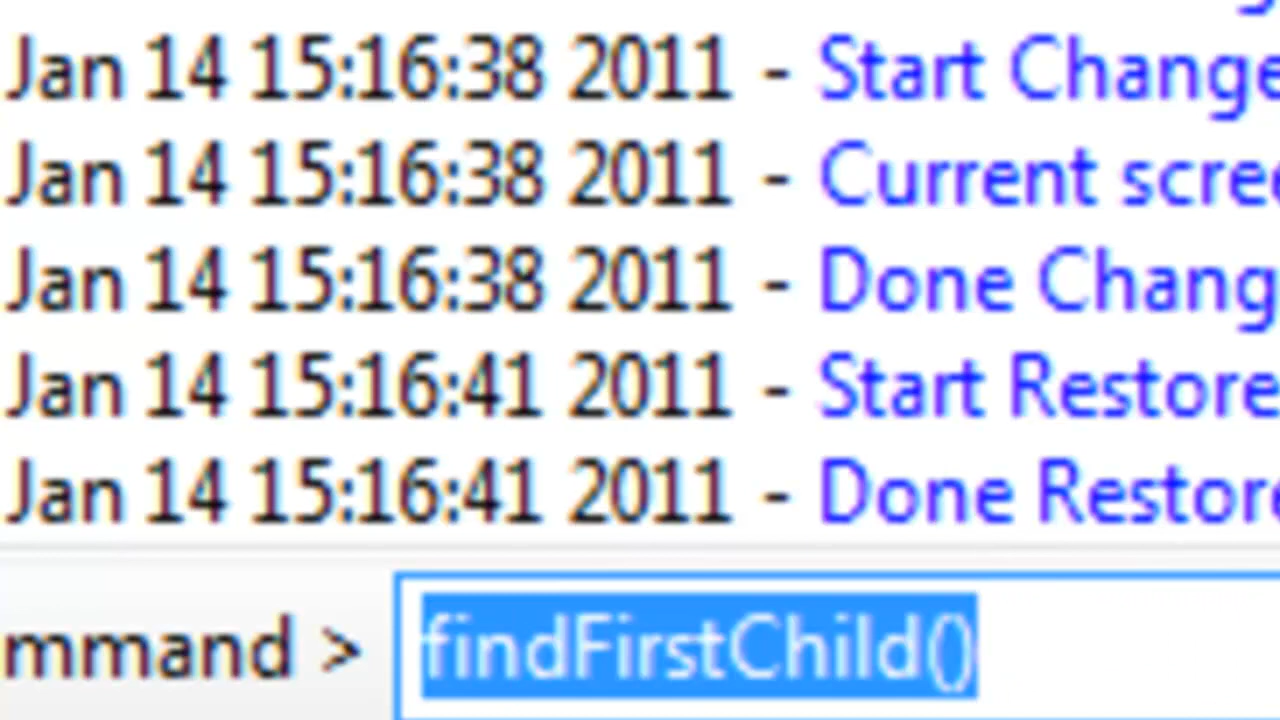 Jan 14 15:16:38 2011 - Start Change
Jan 14 15:16:38 2011 - Current scree
Jan 14 15:16:38 2011 - Done Chang
Jan 14 15:16:41 2011 - Start Restore
Jan 14 15:16:41 2011 - Done Restore
mmand > findFirstChild()